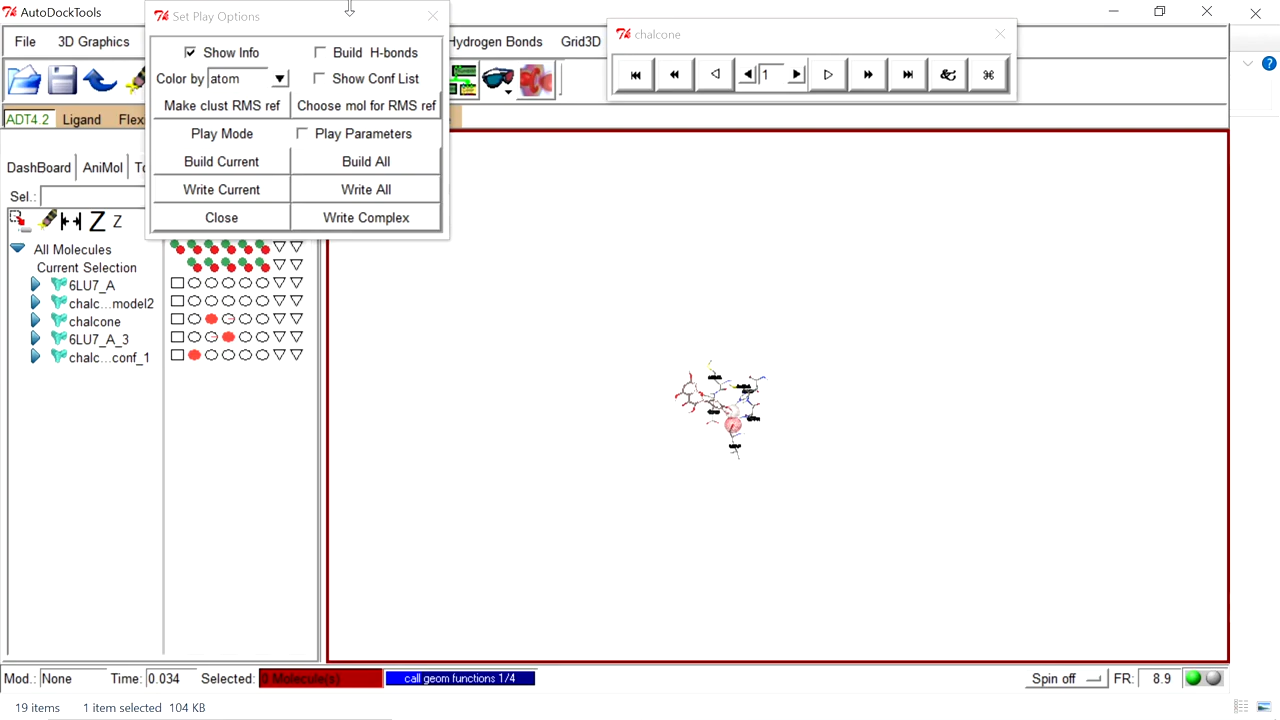 AutoDockTools
Set Play Options
File
3D Graphics
Hydrogen Bonds
Grid3D
chalcone
1
Show Info
Build H-bonds
Color by
atom
Show Conf List
Make clust RMS ref
Choose mol for RMS ref
Play Mode
Play Parameters
Build Current
Build All
Write Current
Write All
Close
Write Complex
ADT4.2
Ligand
Flex
DashBoard
AniMol
To
Sel.:
Z
Z
All Molecules
Current Selection
6LU7_A
chalc...model2
chalcone
6LU7_A_3
chalc...conf_1
Mod.:
None
Time:
0.034
Selected:
0 Molecule(s)
call geom functions 1/4
Spin off
FR:
8.9
19 items
1 item selected
104 KB